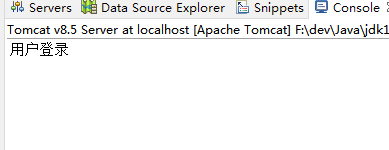 Servers Data Source Explorer Snippets Console
Tomcat v8.5 Server at localhost [Apache Tomcat] F:\dev\Java\jdk1
用户登录